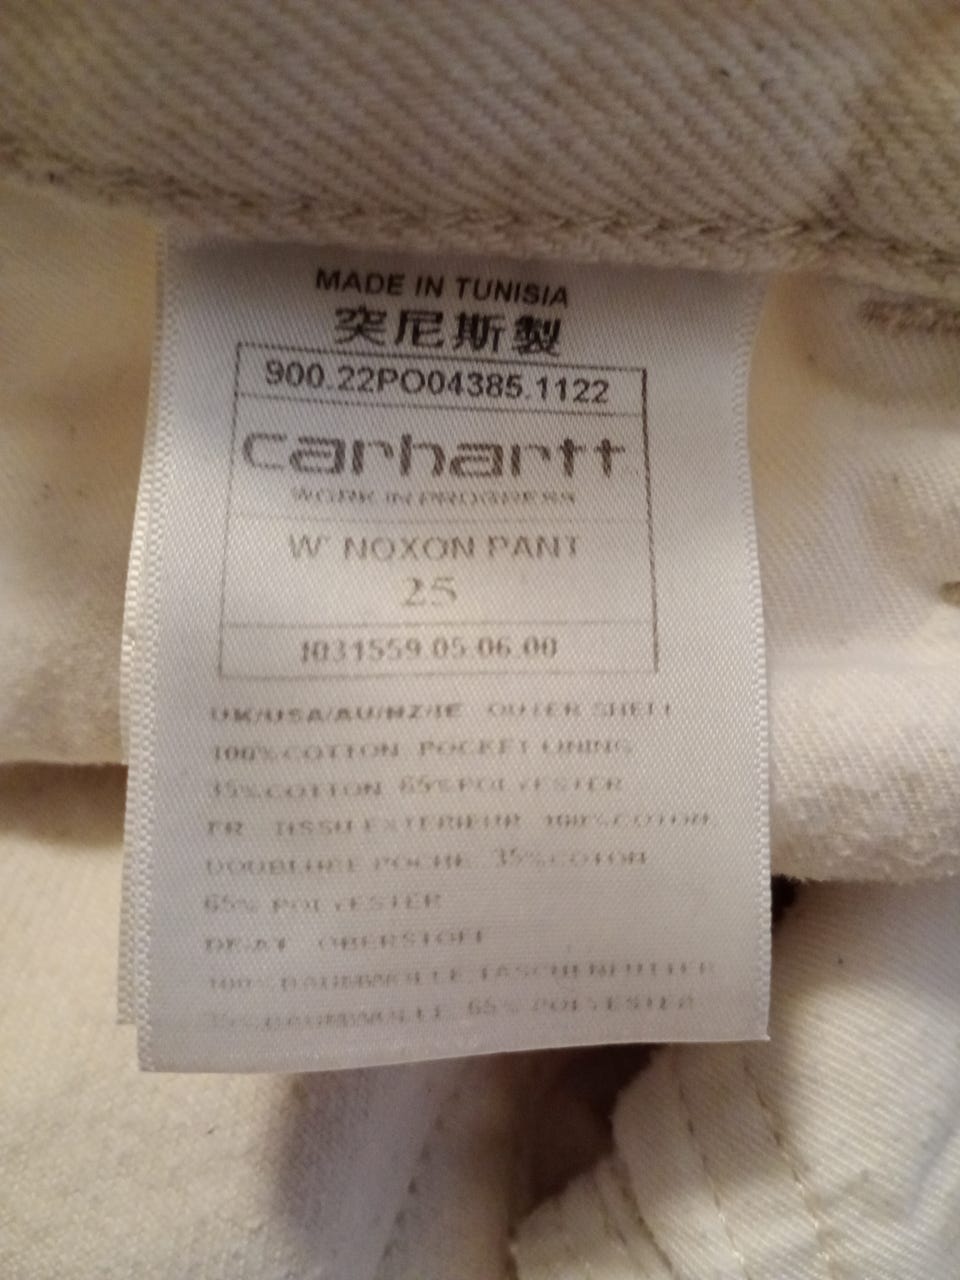 MADE IN TUNISIA
突尼斯製
900.22PO04385.1122
carhartt
WORK IN PROGRESS
W' NOXON PANT
25
I031559.05.06.00
UK/USA/AU/NZ/IE OUTER SHELL
100% COTTON POCKET LINING
35% COTTON 65% POLYESTER
FR TISSU EXTERIEUR 100% COTON
DOUBLURE POCHE 35% COTON
65% POLYESTER
DE/AT OBERSTOFF
100% BAUMWOLLE TASCHENFUTTER
35% BAUMWOLLE 65% POLYESTER